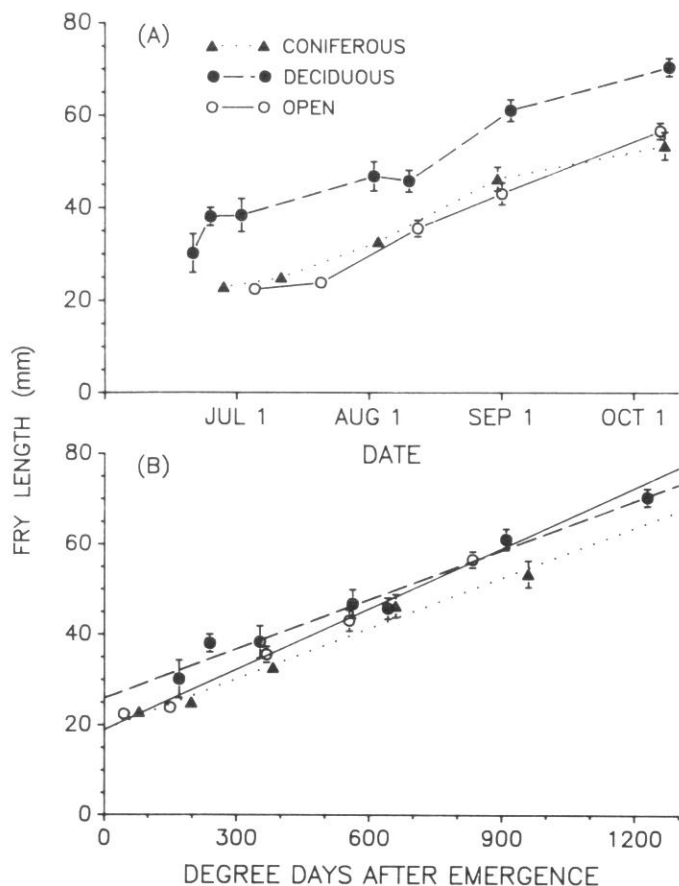 80
(A)
CONIFEROUS
DECIDUOUS
OPEN
60
40
20
0
JUL 1 AUG 1 SEP 1 OCT 1
DATE
FRY LENGTH (mm)
80
(B)
60
40
20
0
0 300 600 900 1200
DEGREE DAYS AFTER EMERGENCE